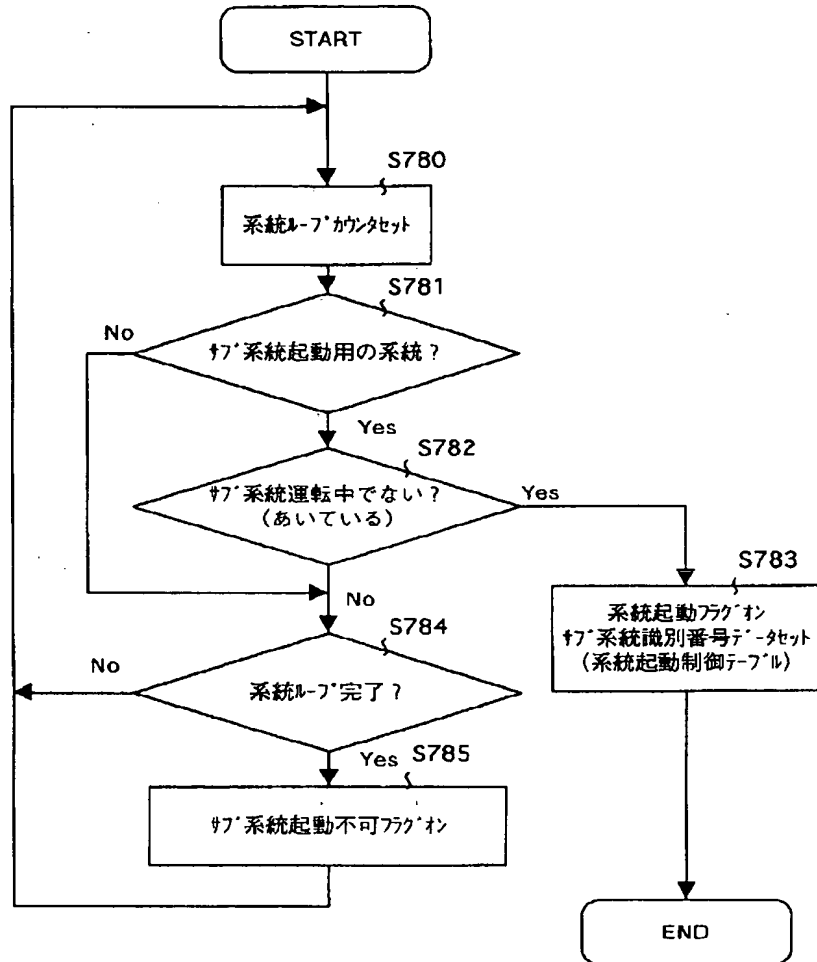 START
S780
系統ループカウンタセット
S781
サブ系統起動用の系統?
No
Yes
S782
サブ系統運転中でない?
(あいている)
Yes
No
S783
系統起動フラグオン
サブ系統識別番号データセット
(系統起動制御テーブル)
S784
系統ループ完了?
No
Yes
S785
サブ系統起動不可フラグオン
END